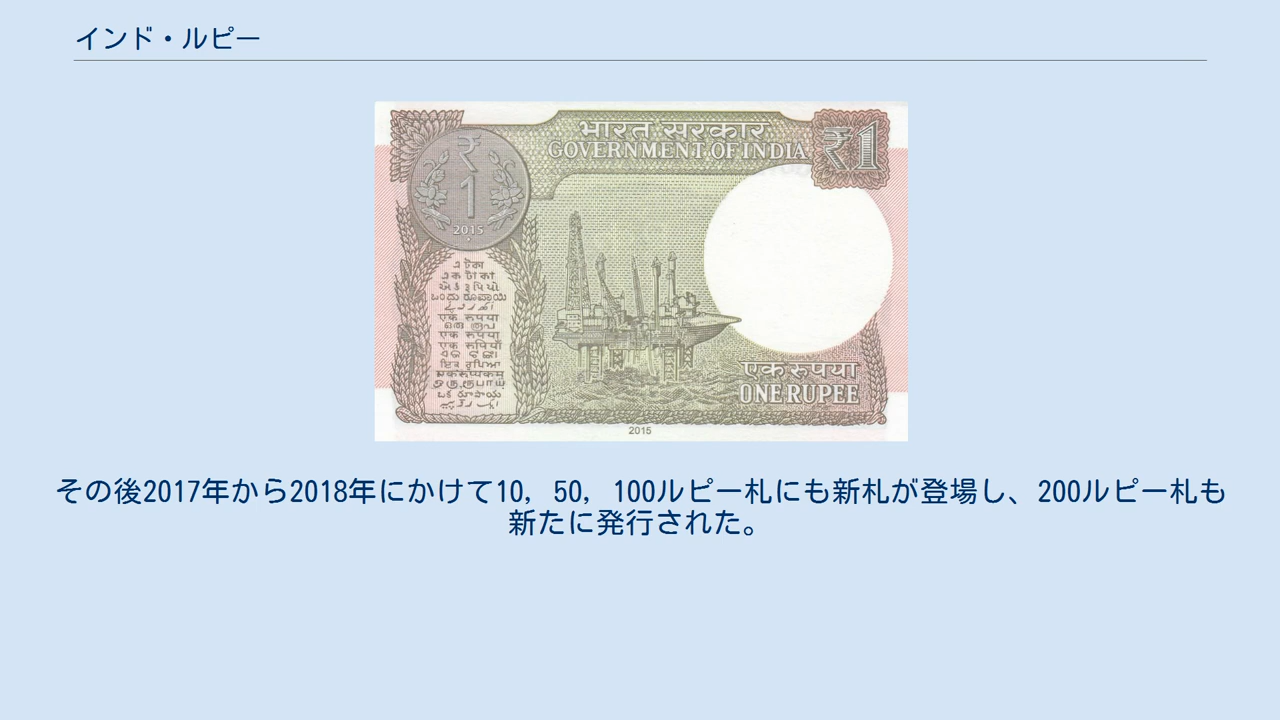 インド・ルピー
भारत सरकार
GOVERNMENT OF INDIA
₹1
₹
1
2015
एक रुपया
ONE RUPEE
2015
その後2017年から2018年にかけて10, 50, 100ルピー札にも新札が登場し、200ルピー札も
新たに発行された。